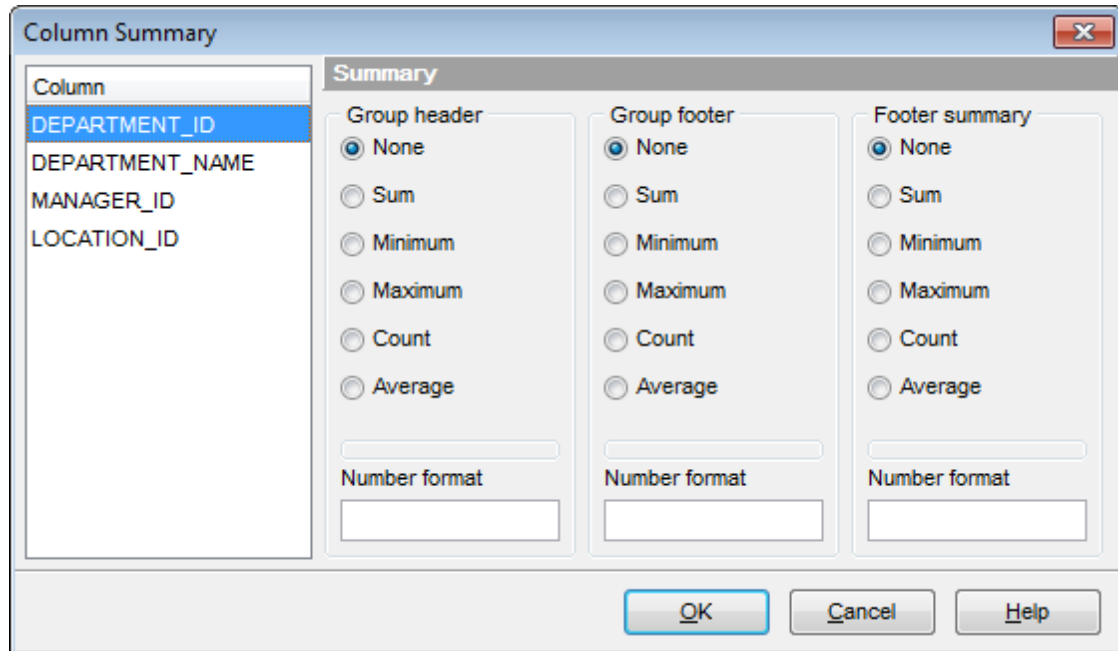 Column Summary
Column
DEPARTMENT_ID
DEPARTMENT_NAME
MANAGER_ID
LOCATION_ID
Summary
Group header
None
Sum
Minimum
Maximum
Count
Average
Number format
Group footer
None
Sum
Minimum
Maximum
Count
Average
Number format
Footer summary
None
Sum
Minimum
Maximum
Count
Average
Number format
OK
Cancel
Help